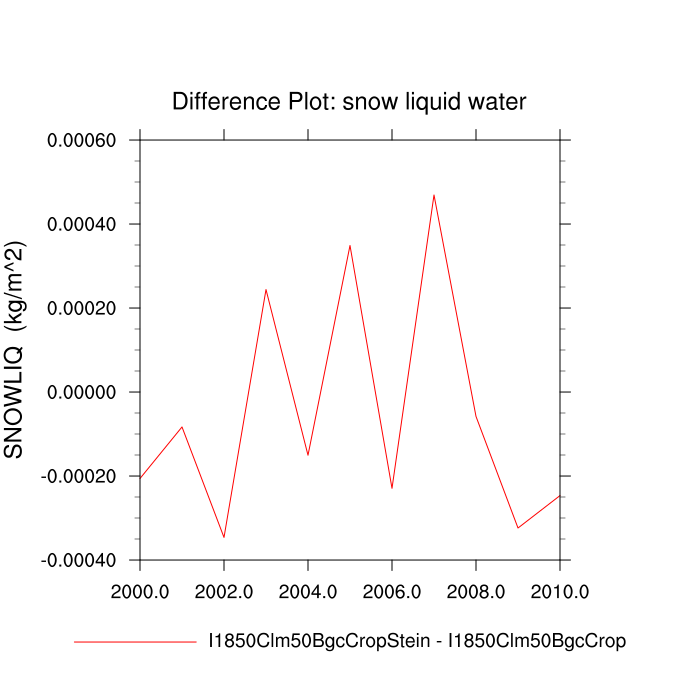 Difference Plot: snow liquid water
SNOWLIQ (kg/m^2)
0.00060
0.00040
0.00020
0.00000
-0.00020
-0.00040
2000.0 2002.0 2004.0 2006.0 2008.0 2010.0
I1850Clm50BgcCropStein - I1850Clm50BgcCrop